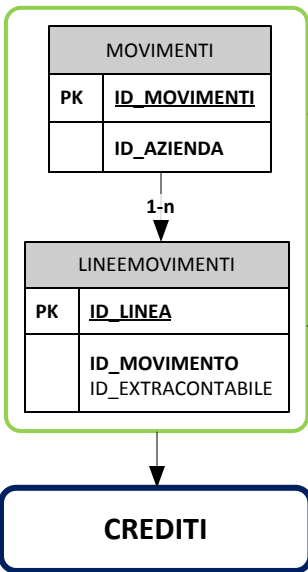 MOVIMENTI
PK ID_MOVIMENTI
ID_AZIENDA
1-n
LINEEMOVIMENTI
PK ID_LINEA
ID_MOVIMENTO
ID_EXTRACONTABILE
CREDITI